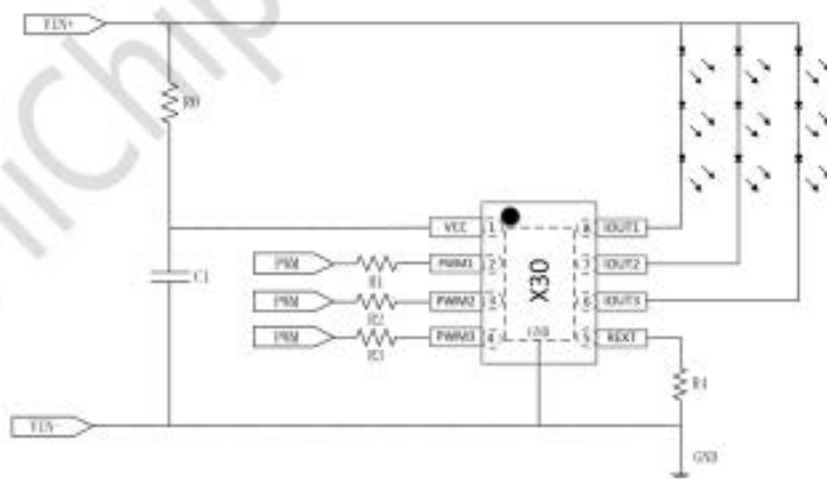 VIN+
R0
VCC
1
8
IOUT1
PWM
R1
PWM1
2
7
IOUT2
C1
PWM
R2
PWM2
3
X30
6
IOUT3
PWM
R3
PWM3
4
GND
5
REXT
R4
VIN-
GND